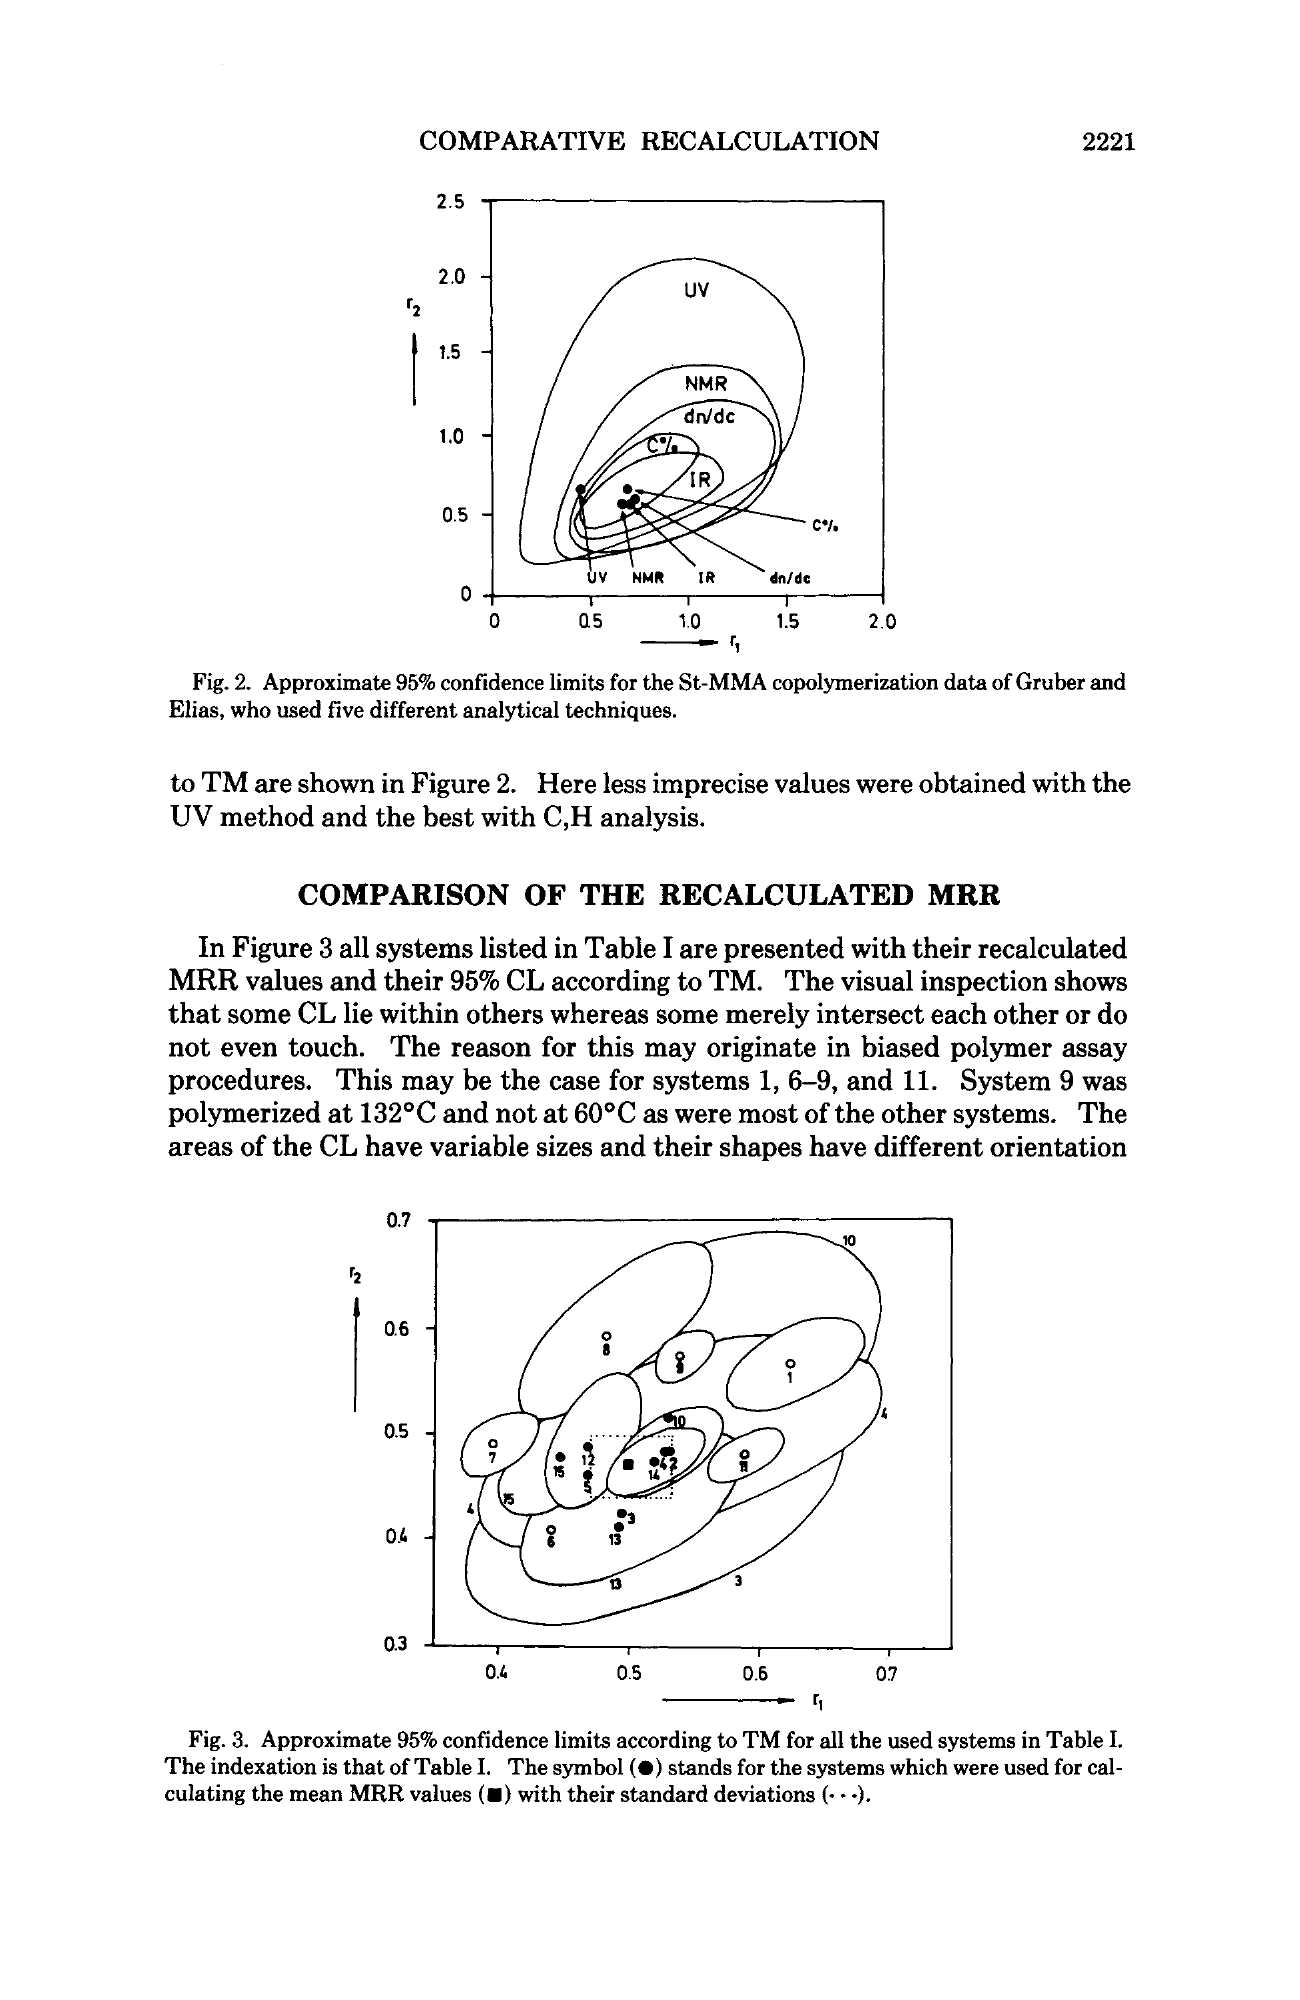 COMPARATIVE RECALCULATION 2221
2.5
2.0
r2
1.5
1.0
0.5
0
UV
NMR
dn/dc
C%
IR
C%
UV NMR IR dn/dc
0 0.5 1.0 1.5 2.0
r1
Fig. 2. Approximate 95% confidence limits for the St-MMA copolymerization data of Gruber and
Elias, who used five different analytical techniques.
to TM are shown in Figure 2. Here less imprecise values were obtained with the
UV method and the best with C,H analysis.
COMPARISON OF THE RECALCULATED MRR
In Figure 3 all systems listed in Table I are presented with their recalculated
MRR values and their 95% CL according to TM. The visual inspection shows
that some CL lie within others whereas some merely intersect each other or do
not even touch. The reason for this may originate in biased polymer assay
procedures. This may be the case for systems 1, 6–9, and 11. System 9 was
polymerized at 132°C and not at 60°C as were most of the other systems. The
areas of the CL have variable sizes and their shapes have different orientation
0.7
r2
0.6
0.5
0.4
0.3
10
8
9
1
4
10
7
12
15
14
4
2
11
5
15
4
3
13
6
13
3
0.4 0.5 0.6 0.7
r1
Fig. 3. Approximate 95% confidence limits according to TM for all the used systems in Table I.
The indexation is that of Table I. The symbol (●) stands for the systems which were used for cal-
culating the mean MRR values (■) with their standard deviations (· · ·).